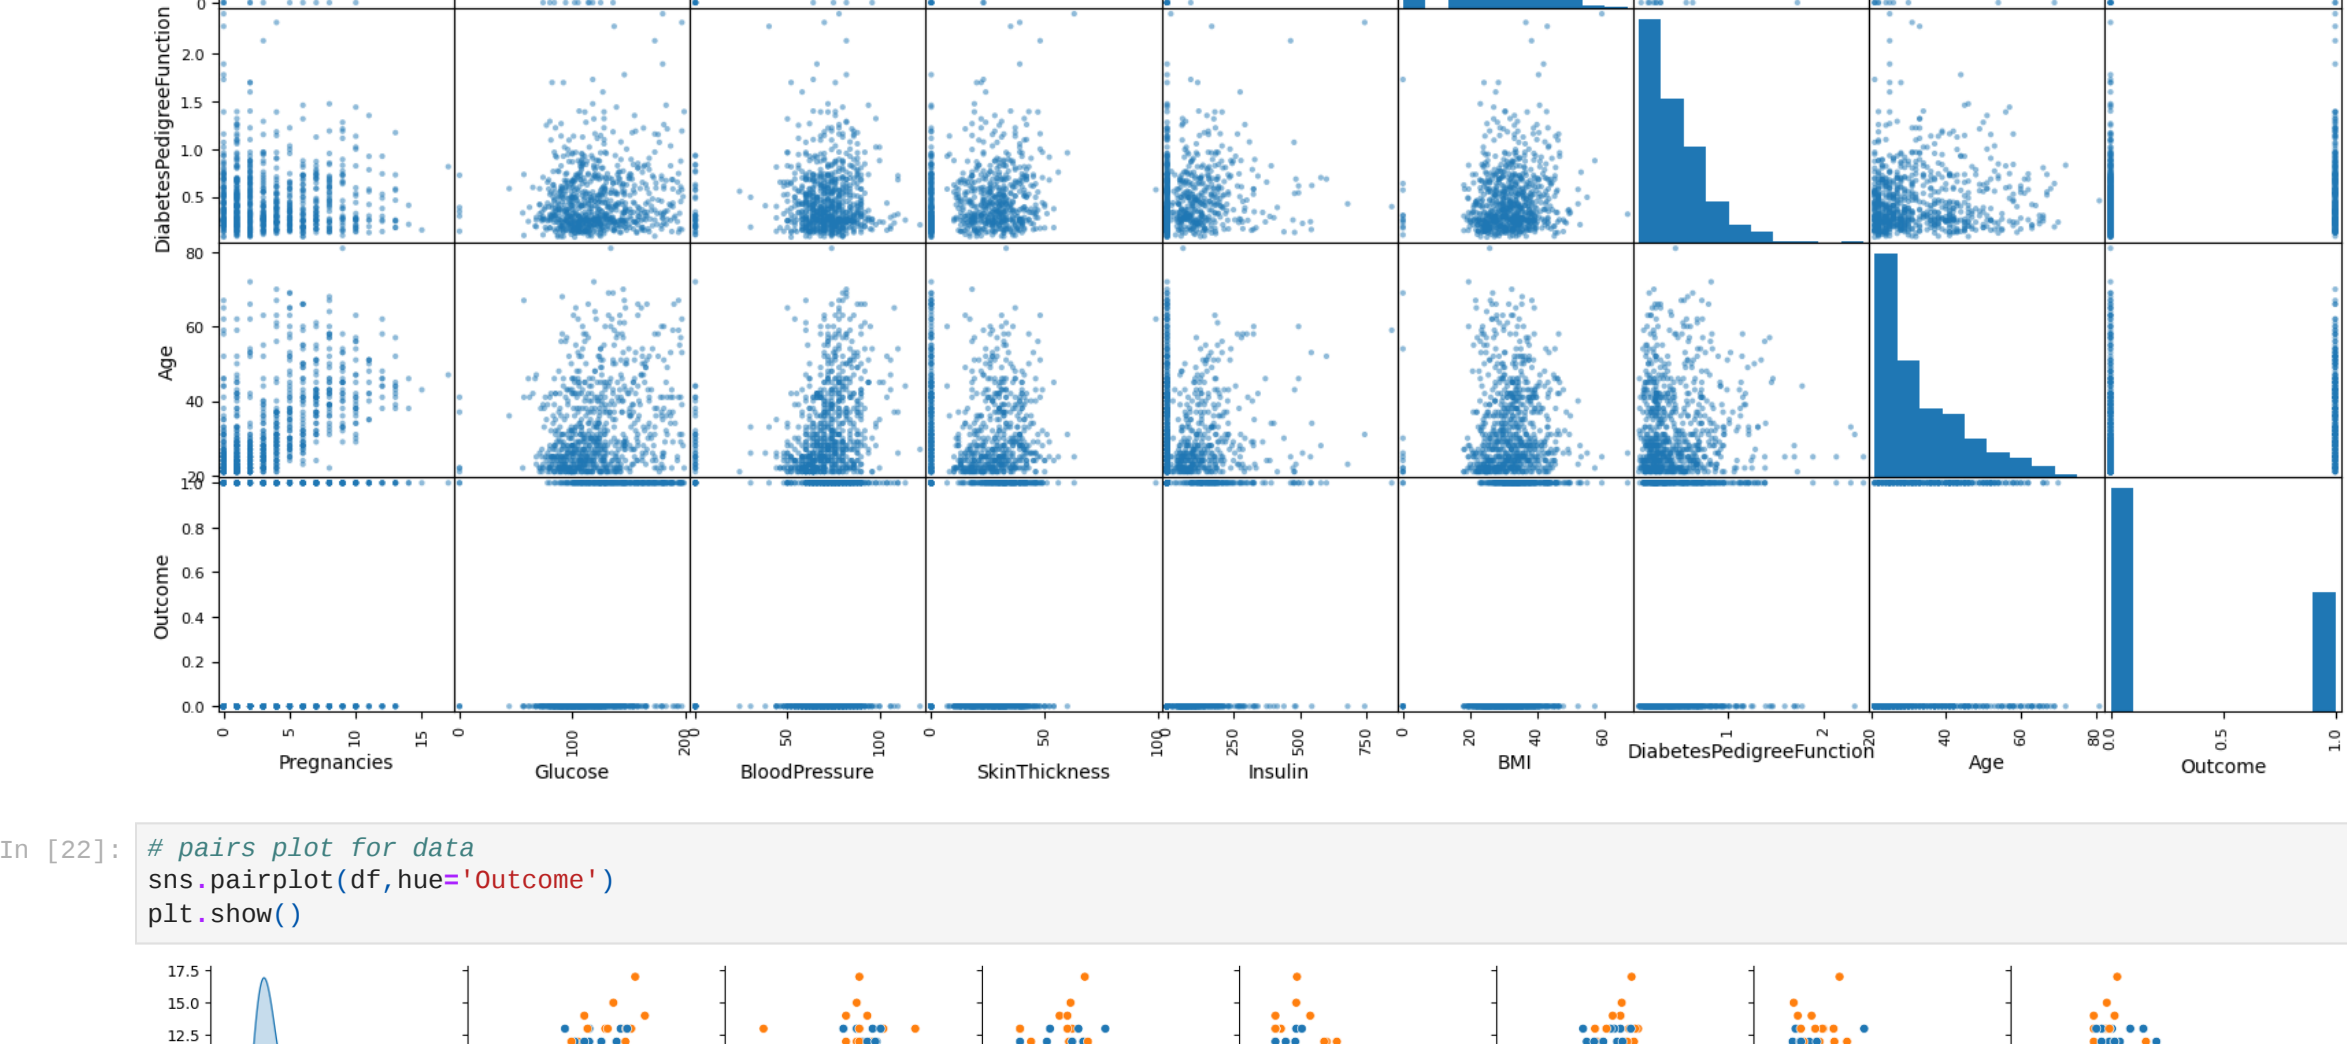 0
DiabetesPedigreeFunction
2.0
1.5
1.0
0.5
Age
80
60
40
20
Outcome
1.0
0.8
0.6
0.4
0.2
0.0
0 5 10 15 0 100 200 0 50 100 0 50 100 0 250 500 750 0 20 40 60 1 2 20 40 60 80 0.0 0.5 1.0
Pregnancies Glucose BloodPressure SkinThickness Insulin BMI DiabetesPedigreeFunction Age Outcome
In [22]:
# pairs plot for data
sns.pairplot(df,hue='Outcome')
plt.show()
17.5
15.0
12.5